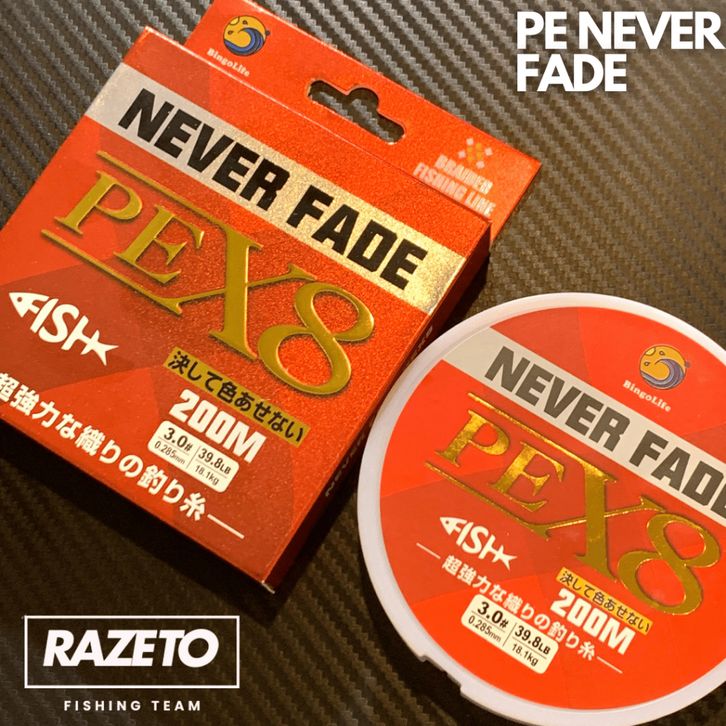 PE NEVER
FADE
BingoLife
NEVER FADE
PEX8
BRAIDED
FISHING LINE
FISH
決して色あせない
200M
3.0# 39.8LB
0.285mm 18.1kg
超強力な織りの釣り糸
BingoLife
NEVER FADE
PEX8
FISH
決して色あせない
200M
3.0# 39.8LB
0.285mm 18.1kg
超強力な織りの釣り糸
RAZETO
FISHING TEAM